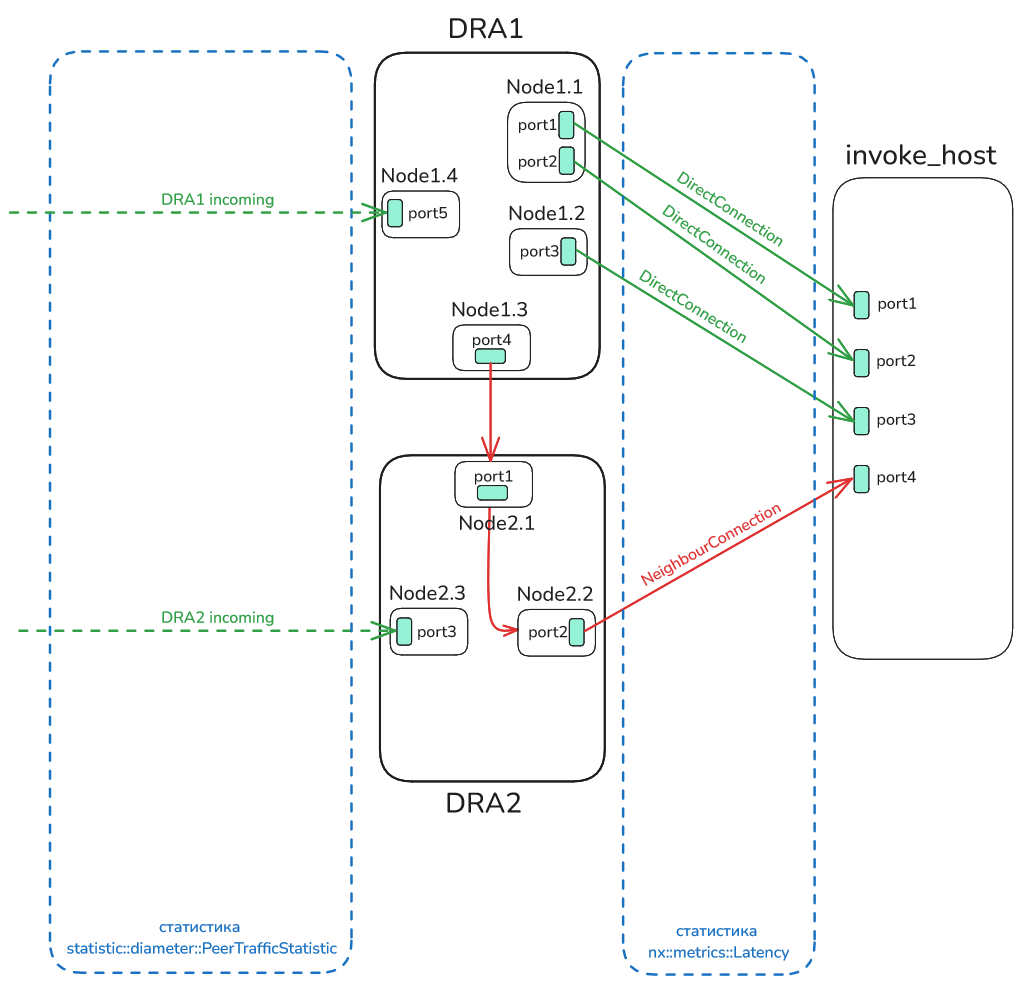 DRA1
Node1.1
port1
port2
Node1.4
port5
DRA1 incoming
Node1.2
port3
Node1.3
port4
DirectConnection
DirectConnection
DirectConnection
invoke_host
port1
port2
port3
port4
port1
Node2.1
NeighbourConnection
Node2.3
port3
DRA2 incoming
Node2.2
port2
DRA2
статистика
statistic::diameter::PeerTrafficStatistic
статистика
nx::metrics::Latency